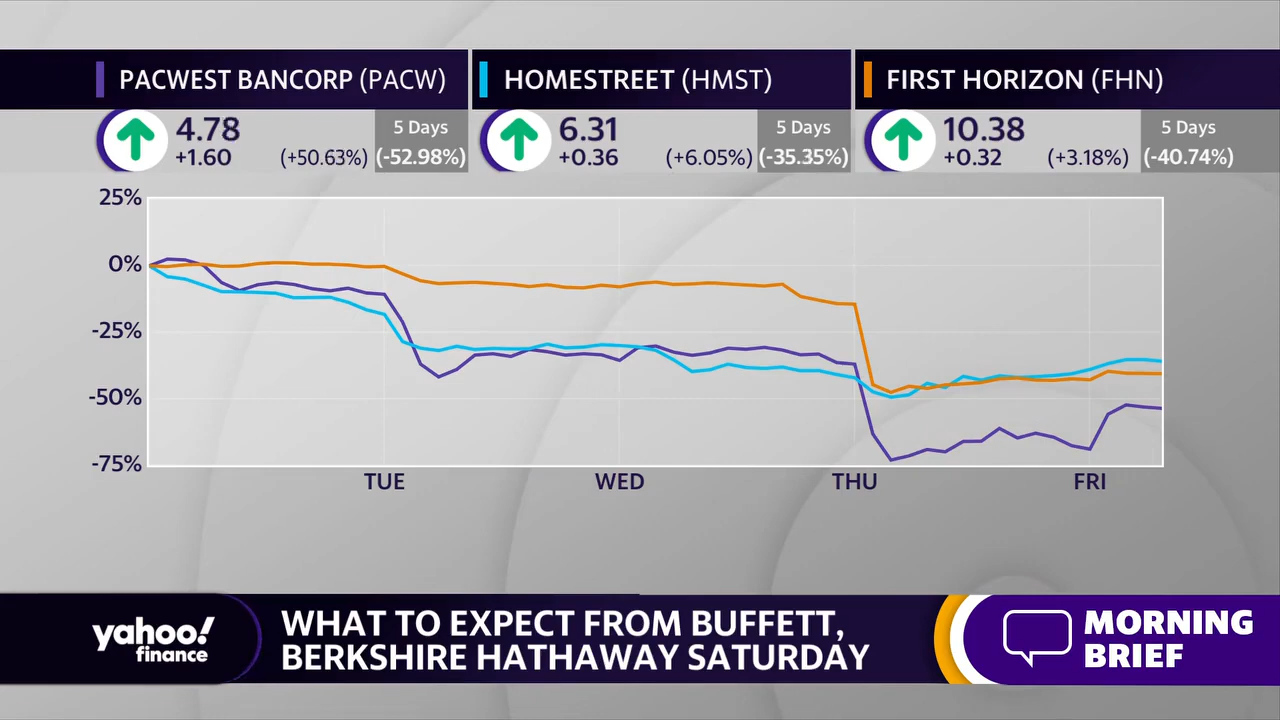 PACWEST BANCORP (PACW)
4.78
+1.60 (+50.63%)
5 Days
(-52.98%)
HOMESTREET (HMST)
6.31
+0.36 (+6.05%)
5 Days
(-35.35%)
FIRST HORIZON (FHN)
10.38
+0.32 (+3.18%)
5 Days
(-40.74%)
25%
0%
-25%
-50%
-75%
TUE WED THU FRI
yahoo!
finance
WHAT TO EXPECT FROM BUFFETT,
BERKSHIRE HATHAWAY SATURDAY
MORNING
BRIEF